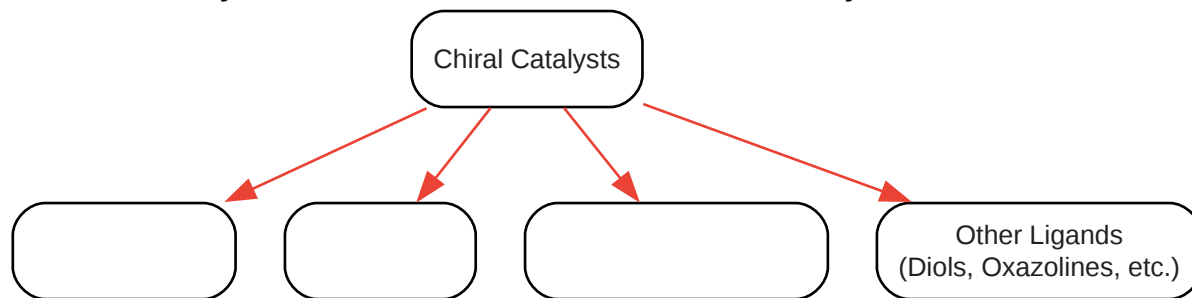 Chiral Catalysts
Other Ligands
(Diols, Oxazolines, etc.)